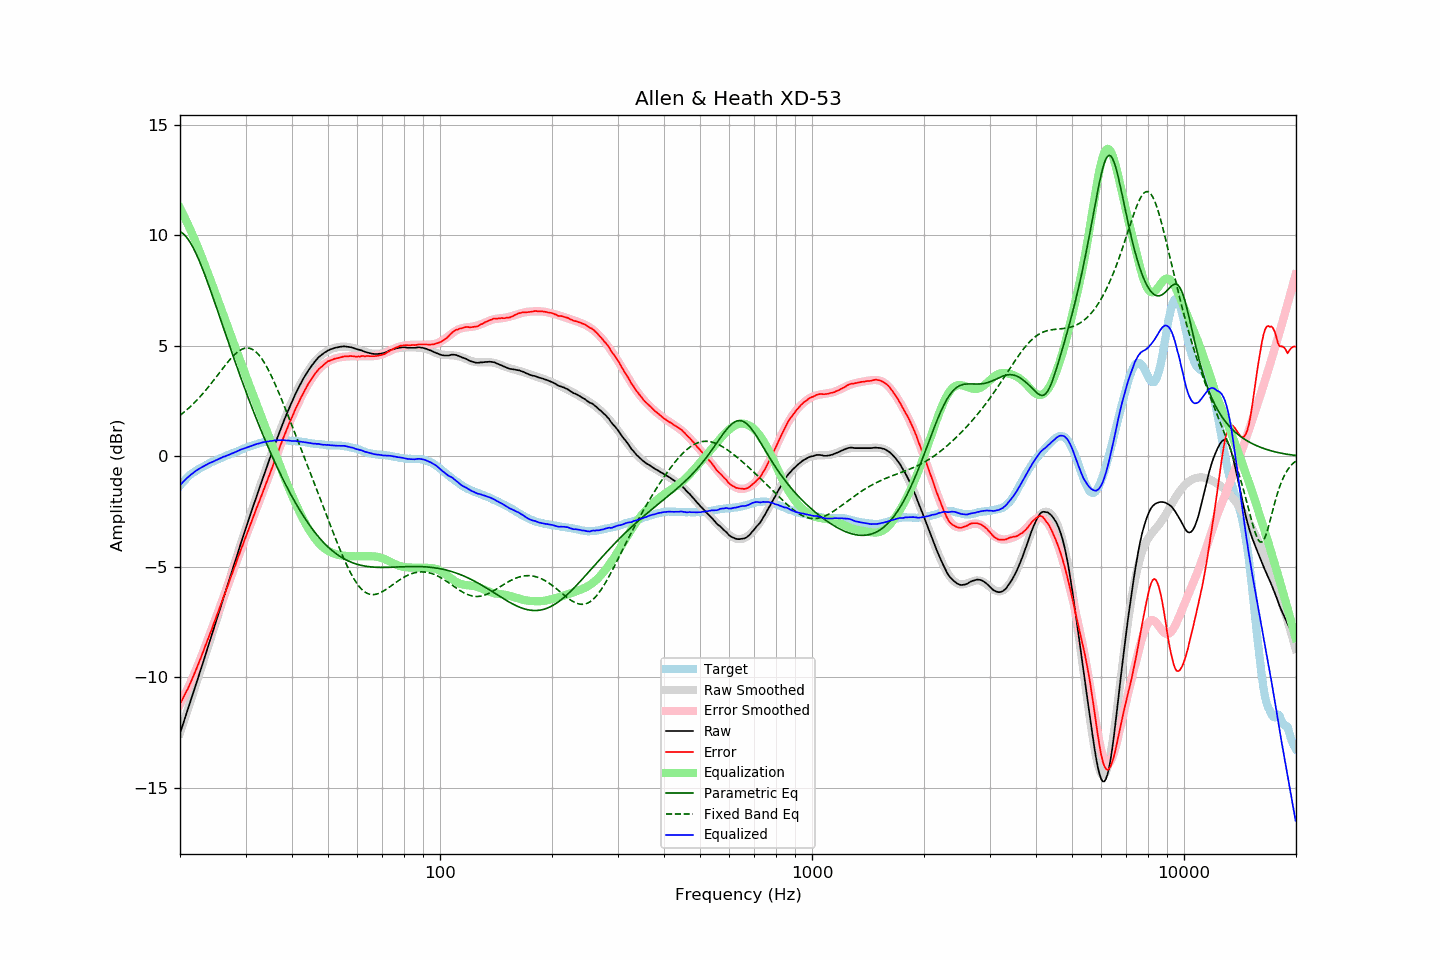 Allen & Heath XD-53
15
10
5
0
−5
−10
−15
Amplitude (dBr)
Target
Raw Smoothed
Error Smoothed
Raw
Error
Equalization
Parametric Eq
Fixed Band Eq
Equalized
100
1000
10000
Frequency (Hz)